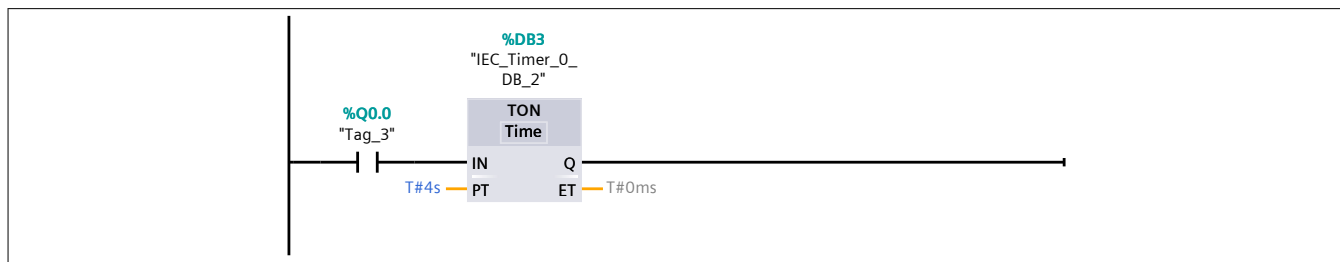 %DB3
"IEC_Timer_0_
DB_2"
%Q0.0
"Tag_3"
TON
Time
IN Q
T#4s PT ET T#0ms